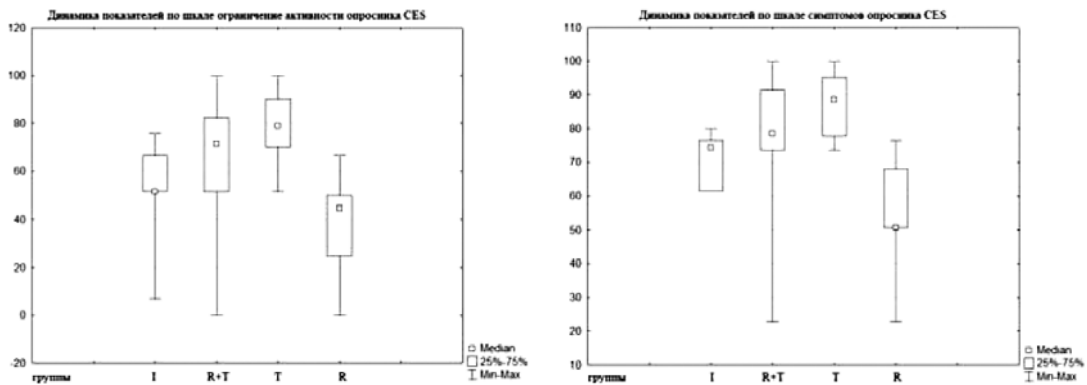 Динамика показателей по шкале ограничение активности опросника CES
120
100
80
60
40
20
0
-20
группы
I
R+T
T
R
Median
25%-75%
Min-Max
Динамика показателей по шкале симптомов опросника CES
110
100
90
80
70
60
50
40
30
20
10
группы
I
R+T
T
R
Median
25%-75%
Min-Max